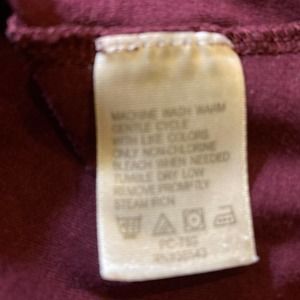 MACHINE WASH WARM
GENTLE CYCLE
WITH LIKE COLORS
ONLY NON-CHLORINE
BLEACH WHEN NEEDED
TUMBLE DRY LOW
REMOVE PROMPTLY
STEAM IRON